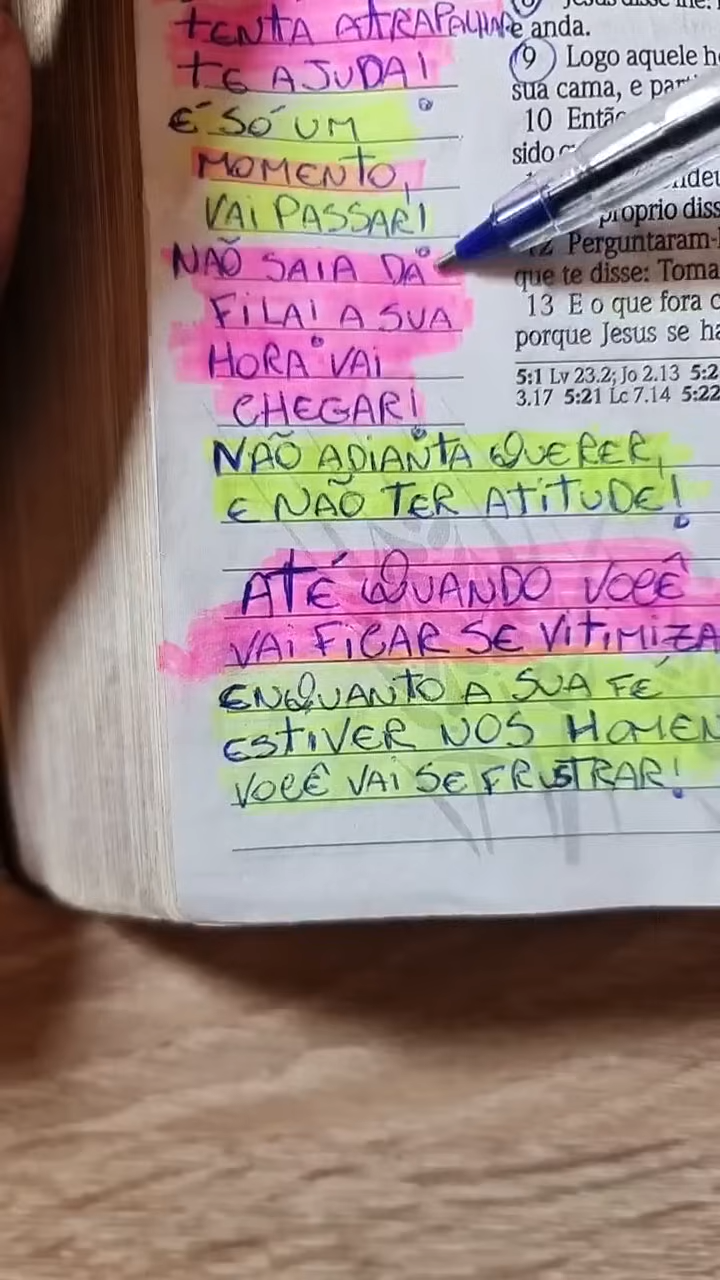 TENTA ATRAPALHAR
TE AJUDA!
É SÓ UM
MOMENTO,
VAI PASSAR!
NÃO SAIA DA
FILA! A SUA
HORA VAI
CHEGAR!
NÃO ADIANTA QUERER,
E NÃO TER ATITUDE!
ATÉ QUANDO VOCÊ
VAI FICAR SE VITIMIZA
ENQUANTO A SUA FÉ
ESTIVER NOS HOMEN
VOCÊ VAI SE FRUSTRAR!
e anda.
9 Logo aquele h
sua cama, e par
10 Então
sido
próprio diss
12 Perguntaram-
que te disse: Toma
13 E o que fora c
porque Jesus se ha
5:1 Lv 23.2; Jo 2.13 5:2
3.17 5:21 Lc 7.14 5:22